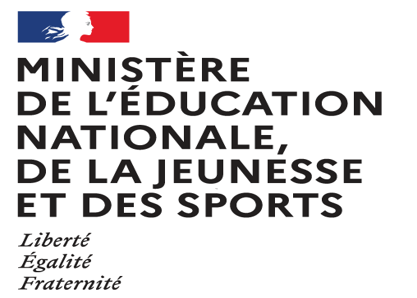 MINISTÈRE
DE L'ÉDUCATION
NATIONALE,
DE LA JEUNESSE
ET DES SPORTS
Liberté
Égalité
Fraternité